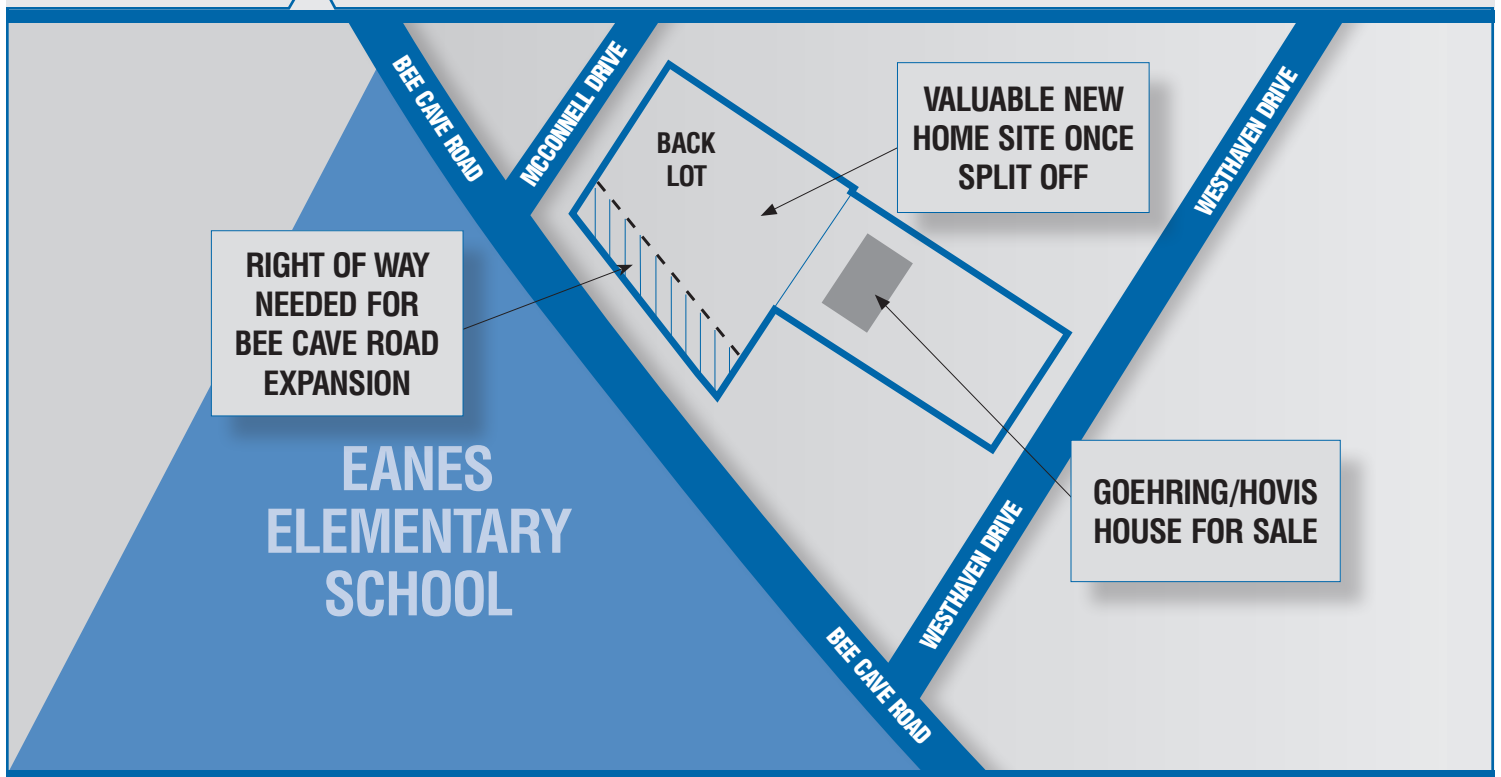 BEE CAVE ROAD
MCCONNELL DRIVE
BACK
LOT
VALUABLE NEW
HOME SITE ONCE
SPLIT OFF
WESTHAVEN DRIVE
RIGHT OF WAY
NEEDED FOR
BEE CAVE ROAD
EXPANSION
EANES
ELEMENTARY
SCHOOL
GOEHRING/HOVIS
HOUSE FOR SALE
WESTHAVEN DRIVE
BEE CAVE ROAD